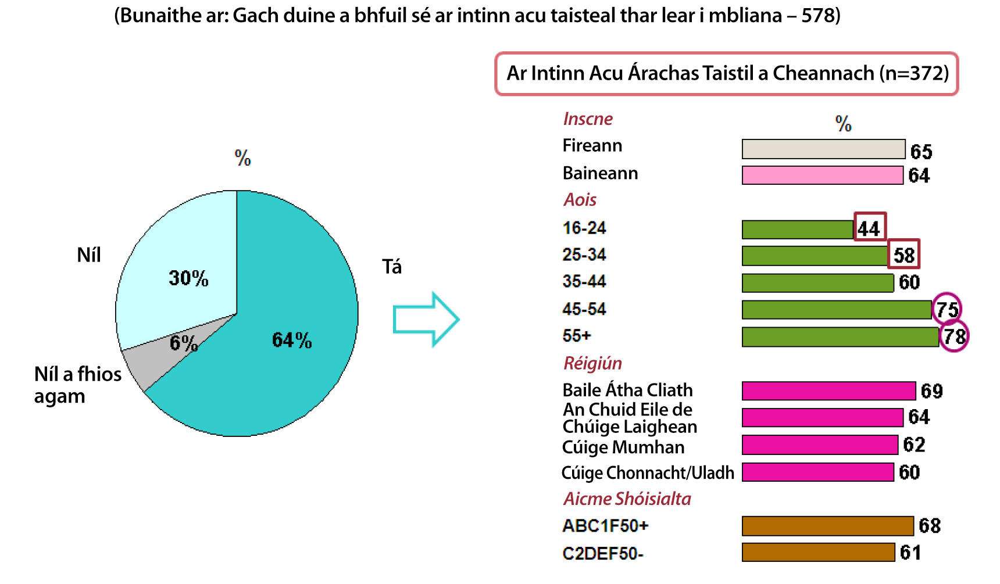 (Bunaithe ar: Gach duine a bhfuil sé ar intinn acu taisteal thar lear i mbliana – 578)
%
Níl
30%
Tá
6%
64%
Níl a fhios
agam
Ar Intinn Acu Árachas Taistil a Cheannach (n=372)
Inscne
%
Fireann 65
Baineann 64
Aois
16-24 44
25-34 58
35-44 60
45-54 75
55+ 78
Réigiún
Baile Átha Cliath 69
An Chuid Eile de
Chúige Laighean 64
Cúige Mumhan 62
Cúige Chonnacht/Uladh 60
Aicme Shóisialta
ABC1F50+ 68
C2DEF50- 61